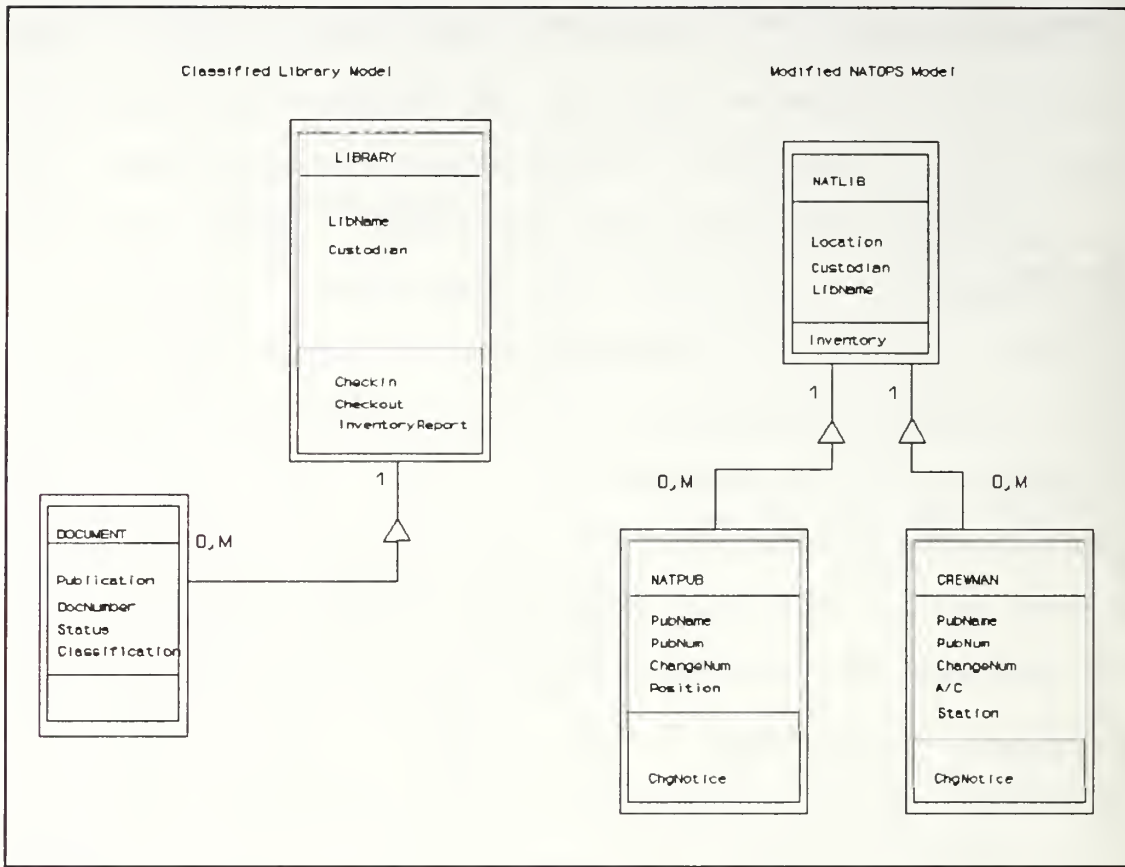 Classified Library Model
LIBRARY
LibName
Custodian
CheckIn
Checkout
InventoryReport
1
0,M
DOCUMENT
Publication
DocNumber
Status
Classification
Modified NATOPS Model
NATLIB
Location
Custodian
LibName
Inventory
1
1
0,M
0,M
NATPUB
PubName
PubNum
ChangeNum
Position
ChgNotice
CREWMAN
PubName
PubNum
ChangeNum
A/C
Station
ChgNotice